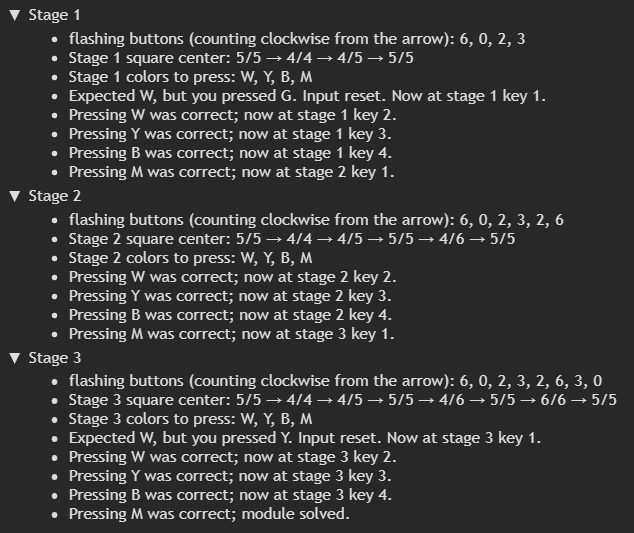 ▼ Stage 1
• flashing buttons (counting clockwise from the arrow): 6, 0, 2, 3
• Stage 1 square center: 5/5 → 4/4 → 4/5 → 5/5
• Stage 1 colors to press: W, Y, B, M
• Expected W, but you pressed G. Input reset. Now at stage 1 key 1.
• Pressing W was correct; now at stage 1 key 2.
• Pressing Y was correct; now at stage 1 key 3.
• Pressing B was correct; now at stage 1 key 4.
• Pressing M was correct; now at stage 2 key 1.
▼ Stage 2
• flashing buttons (counting clockwise from the arrow): 6, 0, 2, 3, 2, 6
• Stage 2 square center: 5/5 → 4/4 → 4/5 → 5/5 → 4/6 → 5/5
• Stage 2 colors to press: W, Y, B, M
• Pressing W was correct; now at stage 2 key 2.
• Pressing Y was correct; now at stage 2 key 3.
• Pressing B was correct; now at stage 2 key 4.
• Pressing M was correct; now at stage 3 key 1.
▼ Stage 3
• flashing buttons (counting clockwise from the arrow): 6, 0, 2, 3, 2, 6, 3, 0
• Stage 3 square center: 5/5 → 4/4 → 4/5 → 5/5 → 4/6 → 5/5 → 6/6 → 5/5
• Stage 3 colors to press: W, Y, B, M
• Expected W, but you pressed Y. Input reset. Now at stage 3 key 1.
• Pressing W was correct; now at stage 3 key 2.
• Pressing Y was correct; now at stage 3 key 3.
• Pressing B was correct; now at stage 3 key 4.
• Pressing M was correct; module solved.